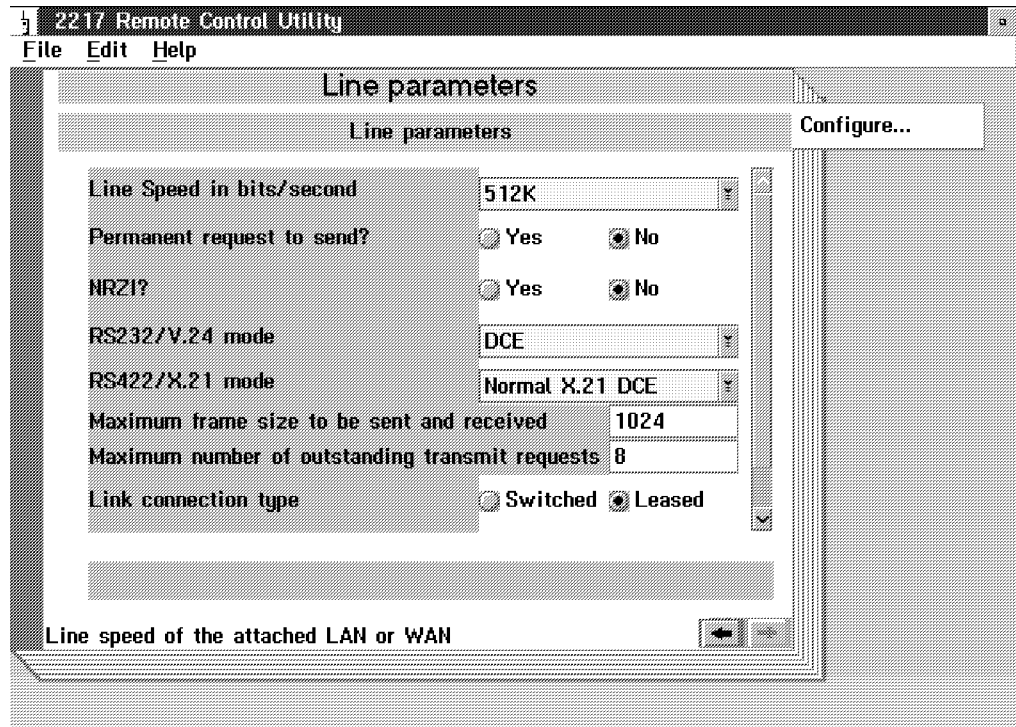 2217 Remote Control Utility
File Edit Help
Line parameters
Line parameters
Configure...
Line Speed in bits/second 512K
Permanent request to send? Yes No
NRZI? Yes No
RS232/V.24 mode DCE
RS422/X.21 mode Normal X.21 DCE
Maximum frame size to be sent and received 1024
Maximum number of outstanding transmit requests 8
Link connection type Switched Leased
Line speed of the attached LAN or WAN